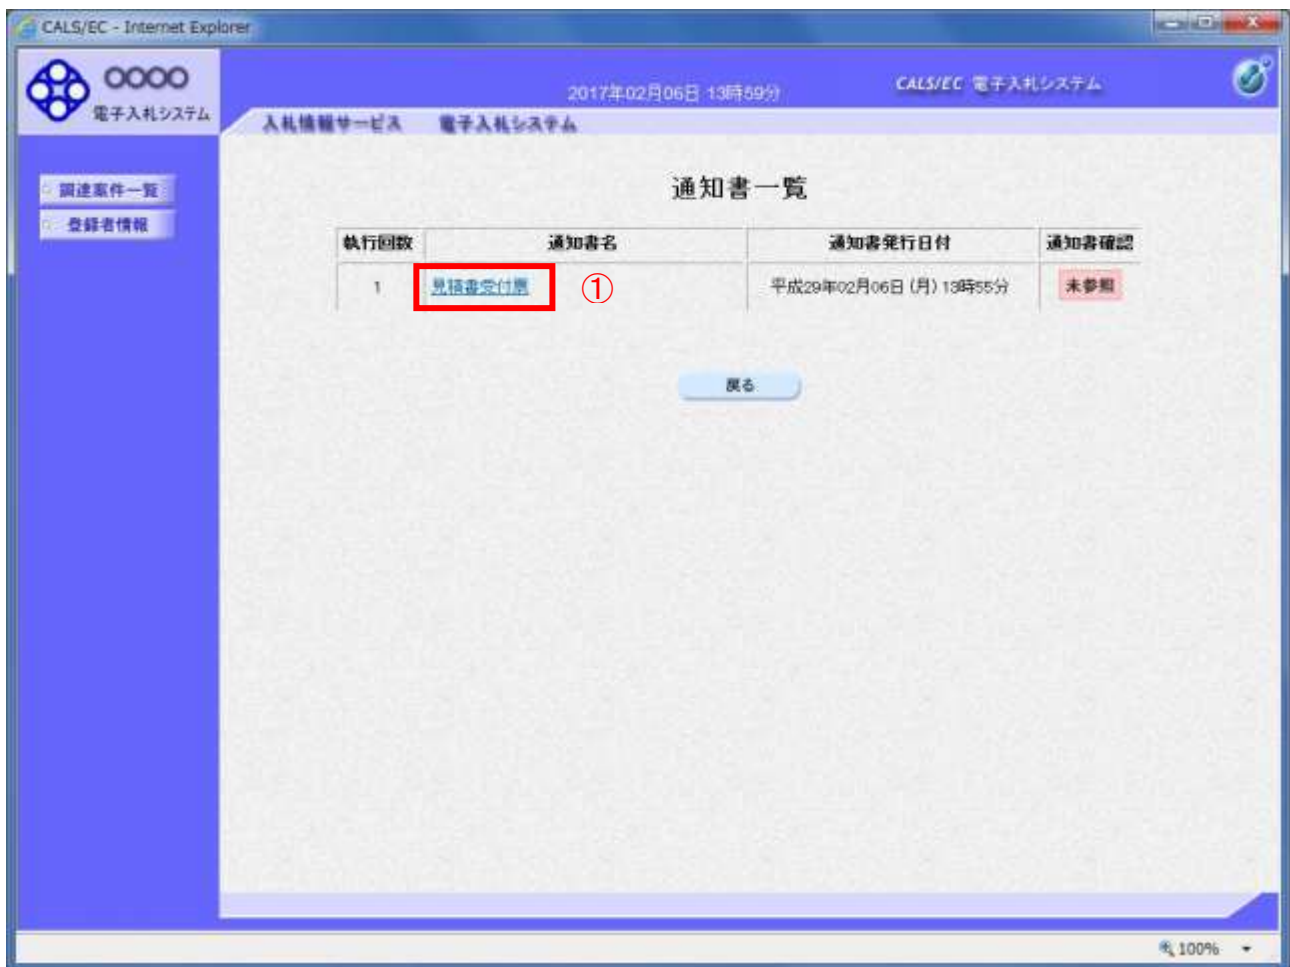 CALS/EC - Internet Explorer
OOOO
電子入札システム
2017年02月06日 13時59分
CALS/EC 電子入札システム
入札情報サービス 電子入札システム
調達案件一覧
登録者情報
通知書一覧
執行回数 通知書名 通知書発行日付 通知書確認
1 見積書受付票 ① 平成29年02月06日(月) 13時55分 未参照
戻る
100%